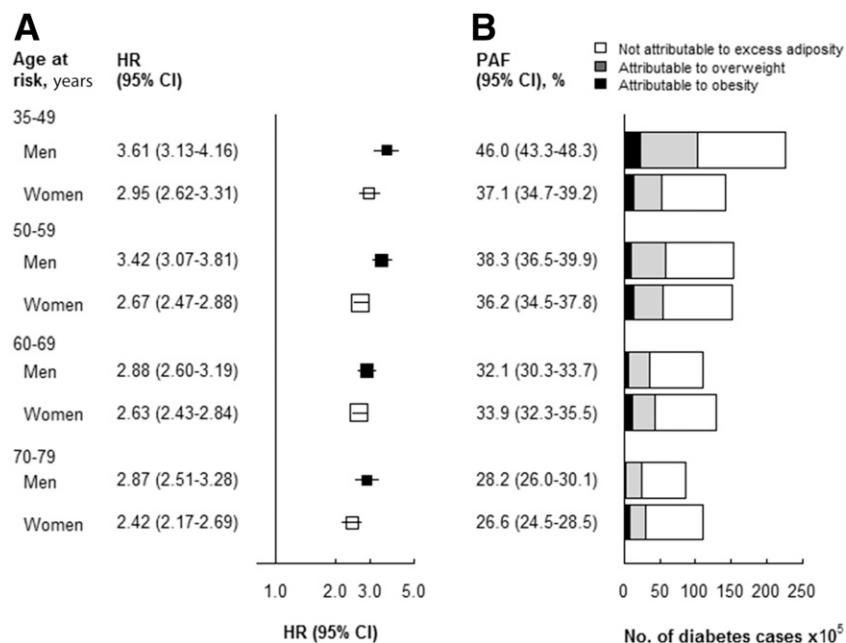 A
B
Age at HR PAF
risk, years (95% CI) (95% CI), %
Not attributable to excess adiposity
Attributable to overweight
Attributable to obesity
35-49
Men 3.61 (3.13-4.16) 46.0 (43.3-48.3)
Women 2.95 (2.62-3.31) 37.1 (34.7-39.2)
50-59
Men 3.42 (3.07-3.81) 38.3 (36.5-39.9)
Women 2.67 (2.47-2.88) 36.2 (34.5-37.8)
60-69
Men 2.88 (2.60-3.19) 32.1 (30.3-33.7)
Women 2.63 (2.43-2.84) 33.9 (32.3-35.5)
70-79
Men 2.87 (2.51-3.28) 28.2 (26.0-30.1)
Women 2.42 (2.17-2.69) 26.6 (24.5-28.5)
1.0 2.0 3.0 5.0
0 50 100 150 200 250
HR (95% CI)
No. of diabetes cases x10⁵